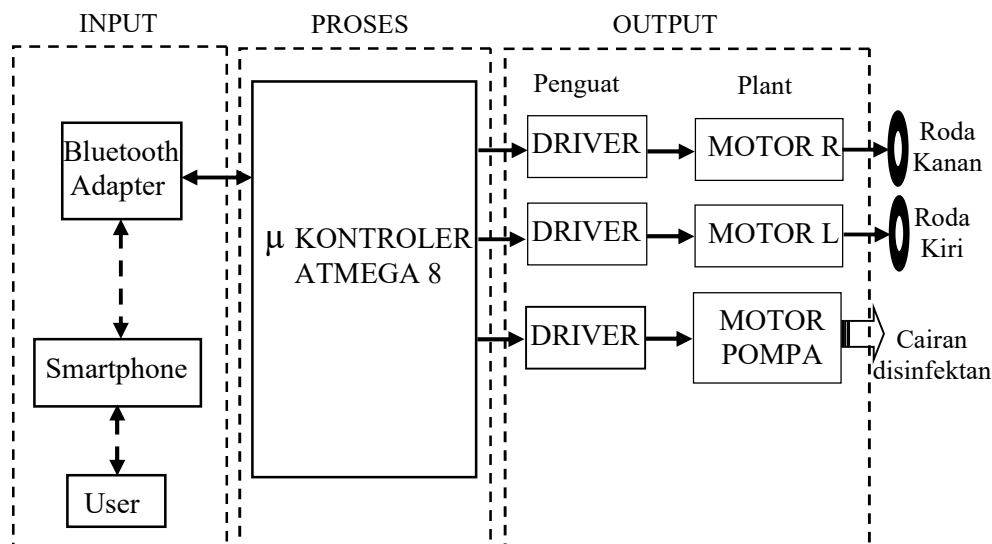 INPUT
PROSES
OUTPUT
Bluetooth
Adapter
Smartphone
User
μ KONTROLER
ATMEGA 8
Penguat
Plant
DRIVER
MOTOR R
Roda
Kanan
DRIVER
MOTOR L
Roda
Kiri
DRIVER
MOTOR
POMPA
Cairan
disinfektan